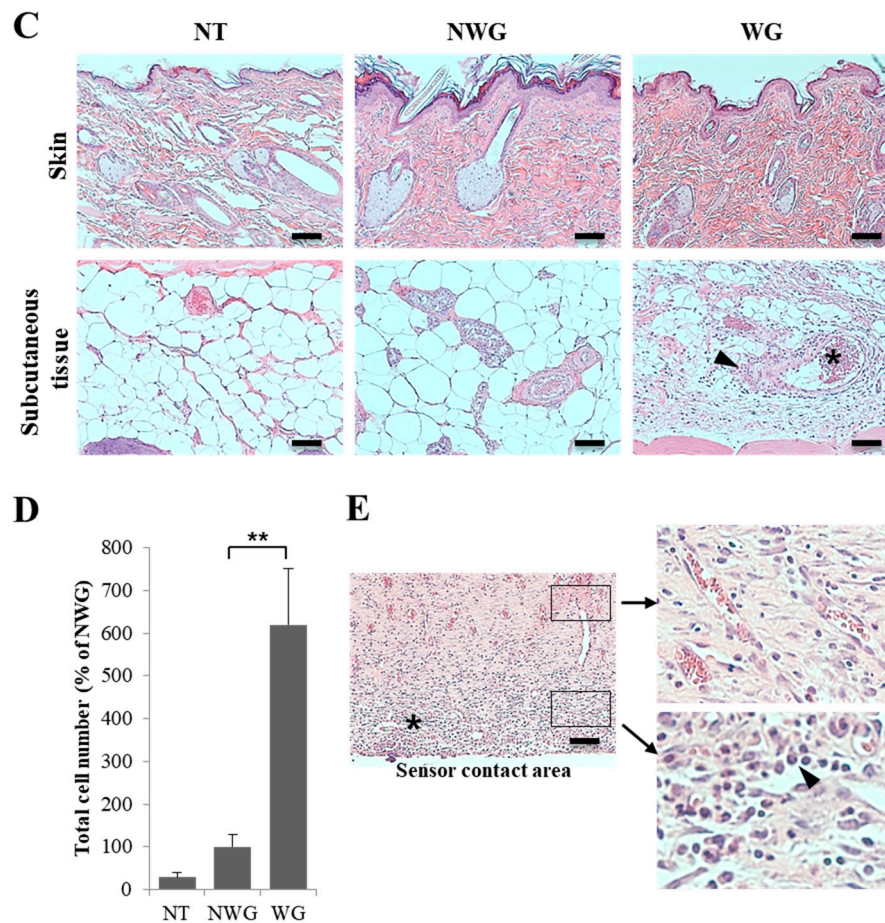 C
NT NWG WG
Skin
Subcutaneous
tissue
*
D
Total cell number (% of NWG)
800
700
600
500
400
300
200
100
0
**
NT NWG WG
E
*
Sensor contact area